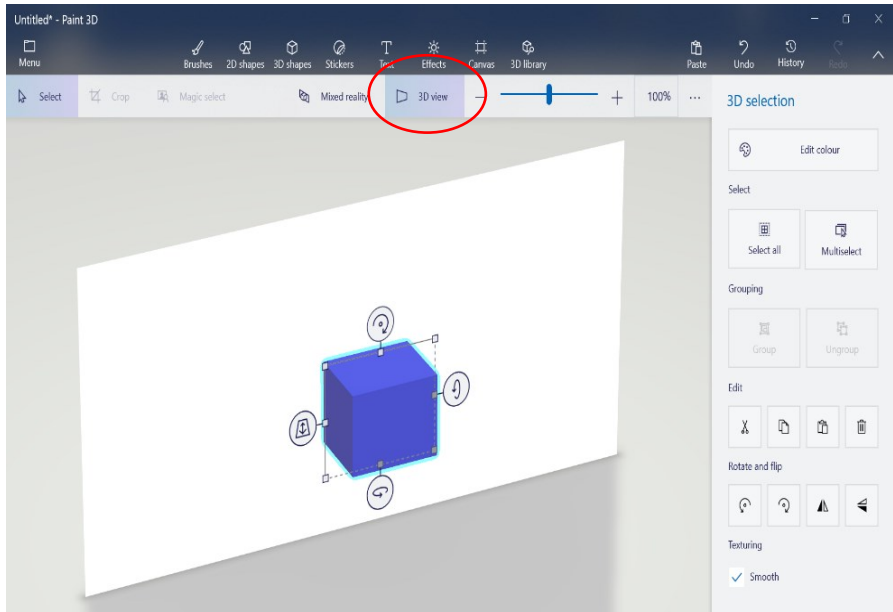 Untitled* - Paint 3D
Menu
Brushes 2D shapes 3D shapes Stickers Text Effects Canvas 3D library Paste Undo History Redo
Select Crop Magic select Mixed reality 3D view 100%
3D selection
Edit colour
Select
Select all Multiselect
Grouping
Group Ungroup
Edit
Rotate and flip
Texturing
Smooth